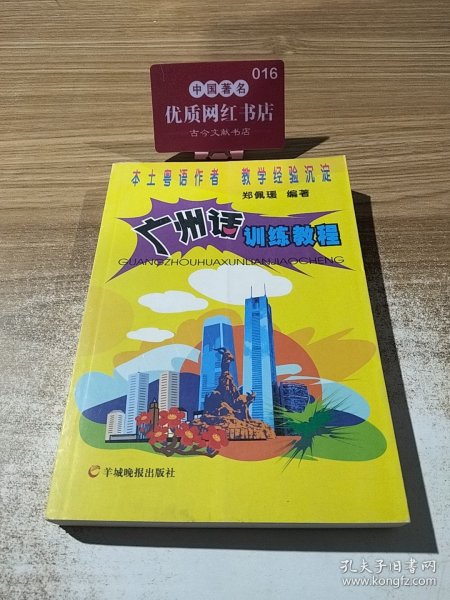 016
中国著名
优质网红书店
古今文献书店
本土粤语作者 教学经验沉淀
郑佩瑗 编著
广州话训练教程
GUANGZHOUHUAXUNLIANJIAOCHENG
羊城晚报出版社
孔夫子旧书网
www.kongfz.com